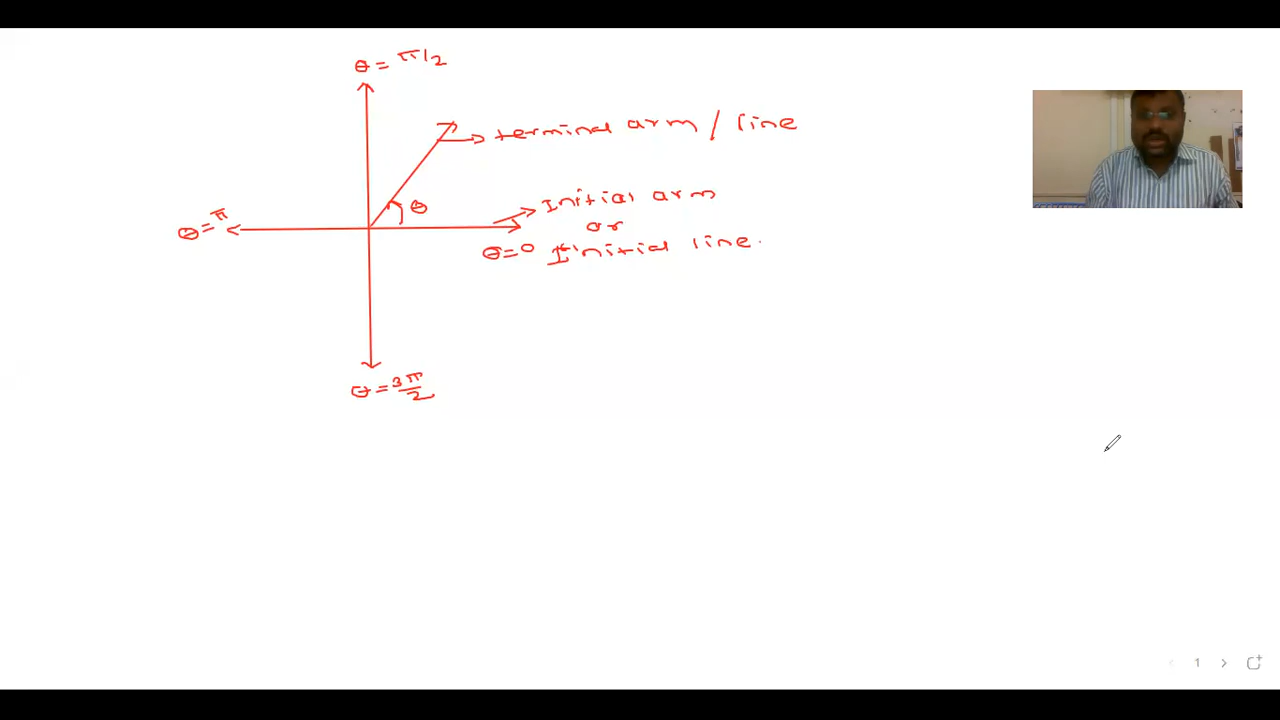 θ = π/2
terminal arm / line
θ
Initial arm
or
θ=π
θ=0
Initial line.
θ = 3π/2
1